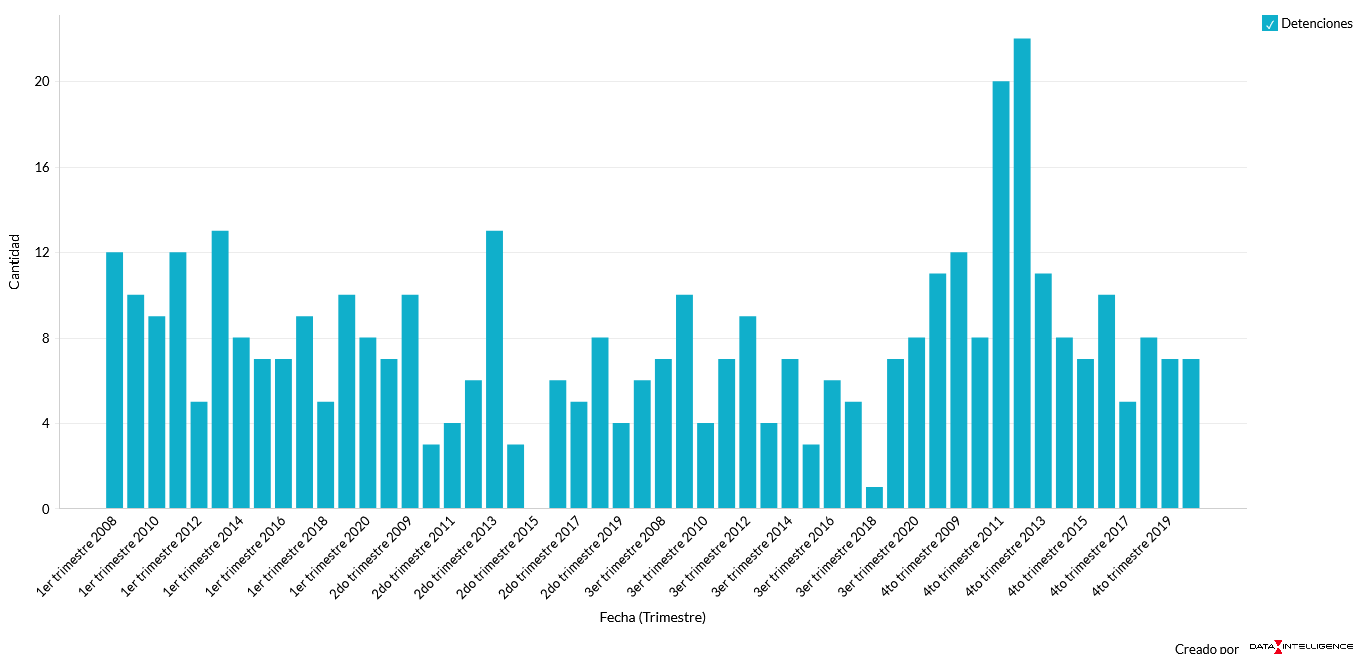 Detenciones
Cantidad
20
16
12
8
4
0
1er trimestre 2008
1er trimestre 2010
1er trimestre 2012
1er trimestre 2014
1er trimestre 2016
1er trimestre 2018
1er trimestre 2020
2do trimestre 2009
2do trimestre 2011
2do trimestre 2013
2do trimestre 2015
2do trimestre 2017
2do trimestre 2019
3er trimestre 2008
3er trimestre 2010
3er trimestre 2012
3er trimestre 2014
3er trimestre 2016
3er trimestre 2018
3er trimestre 2020
4to trimestre 2009
4to trimestre 2011
4to trimestre 2013
4to trimestre 2015
4to trimestre 2017
4to trimestre 2019
Fecha (Trimestre)
Creado por DATA INTELLIGENCE